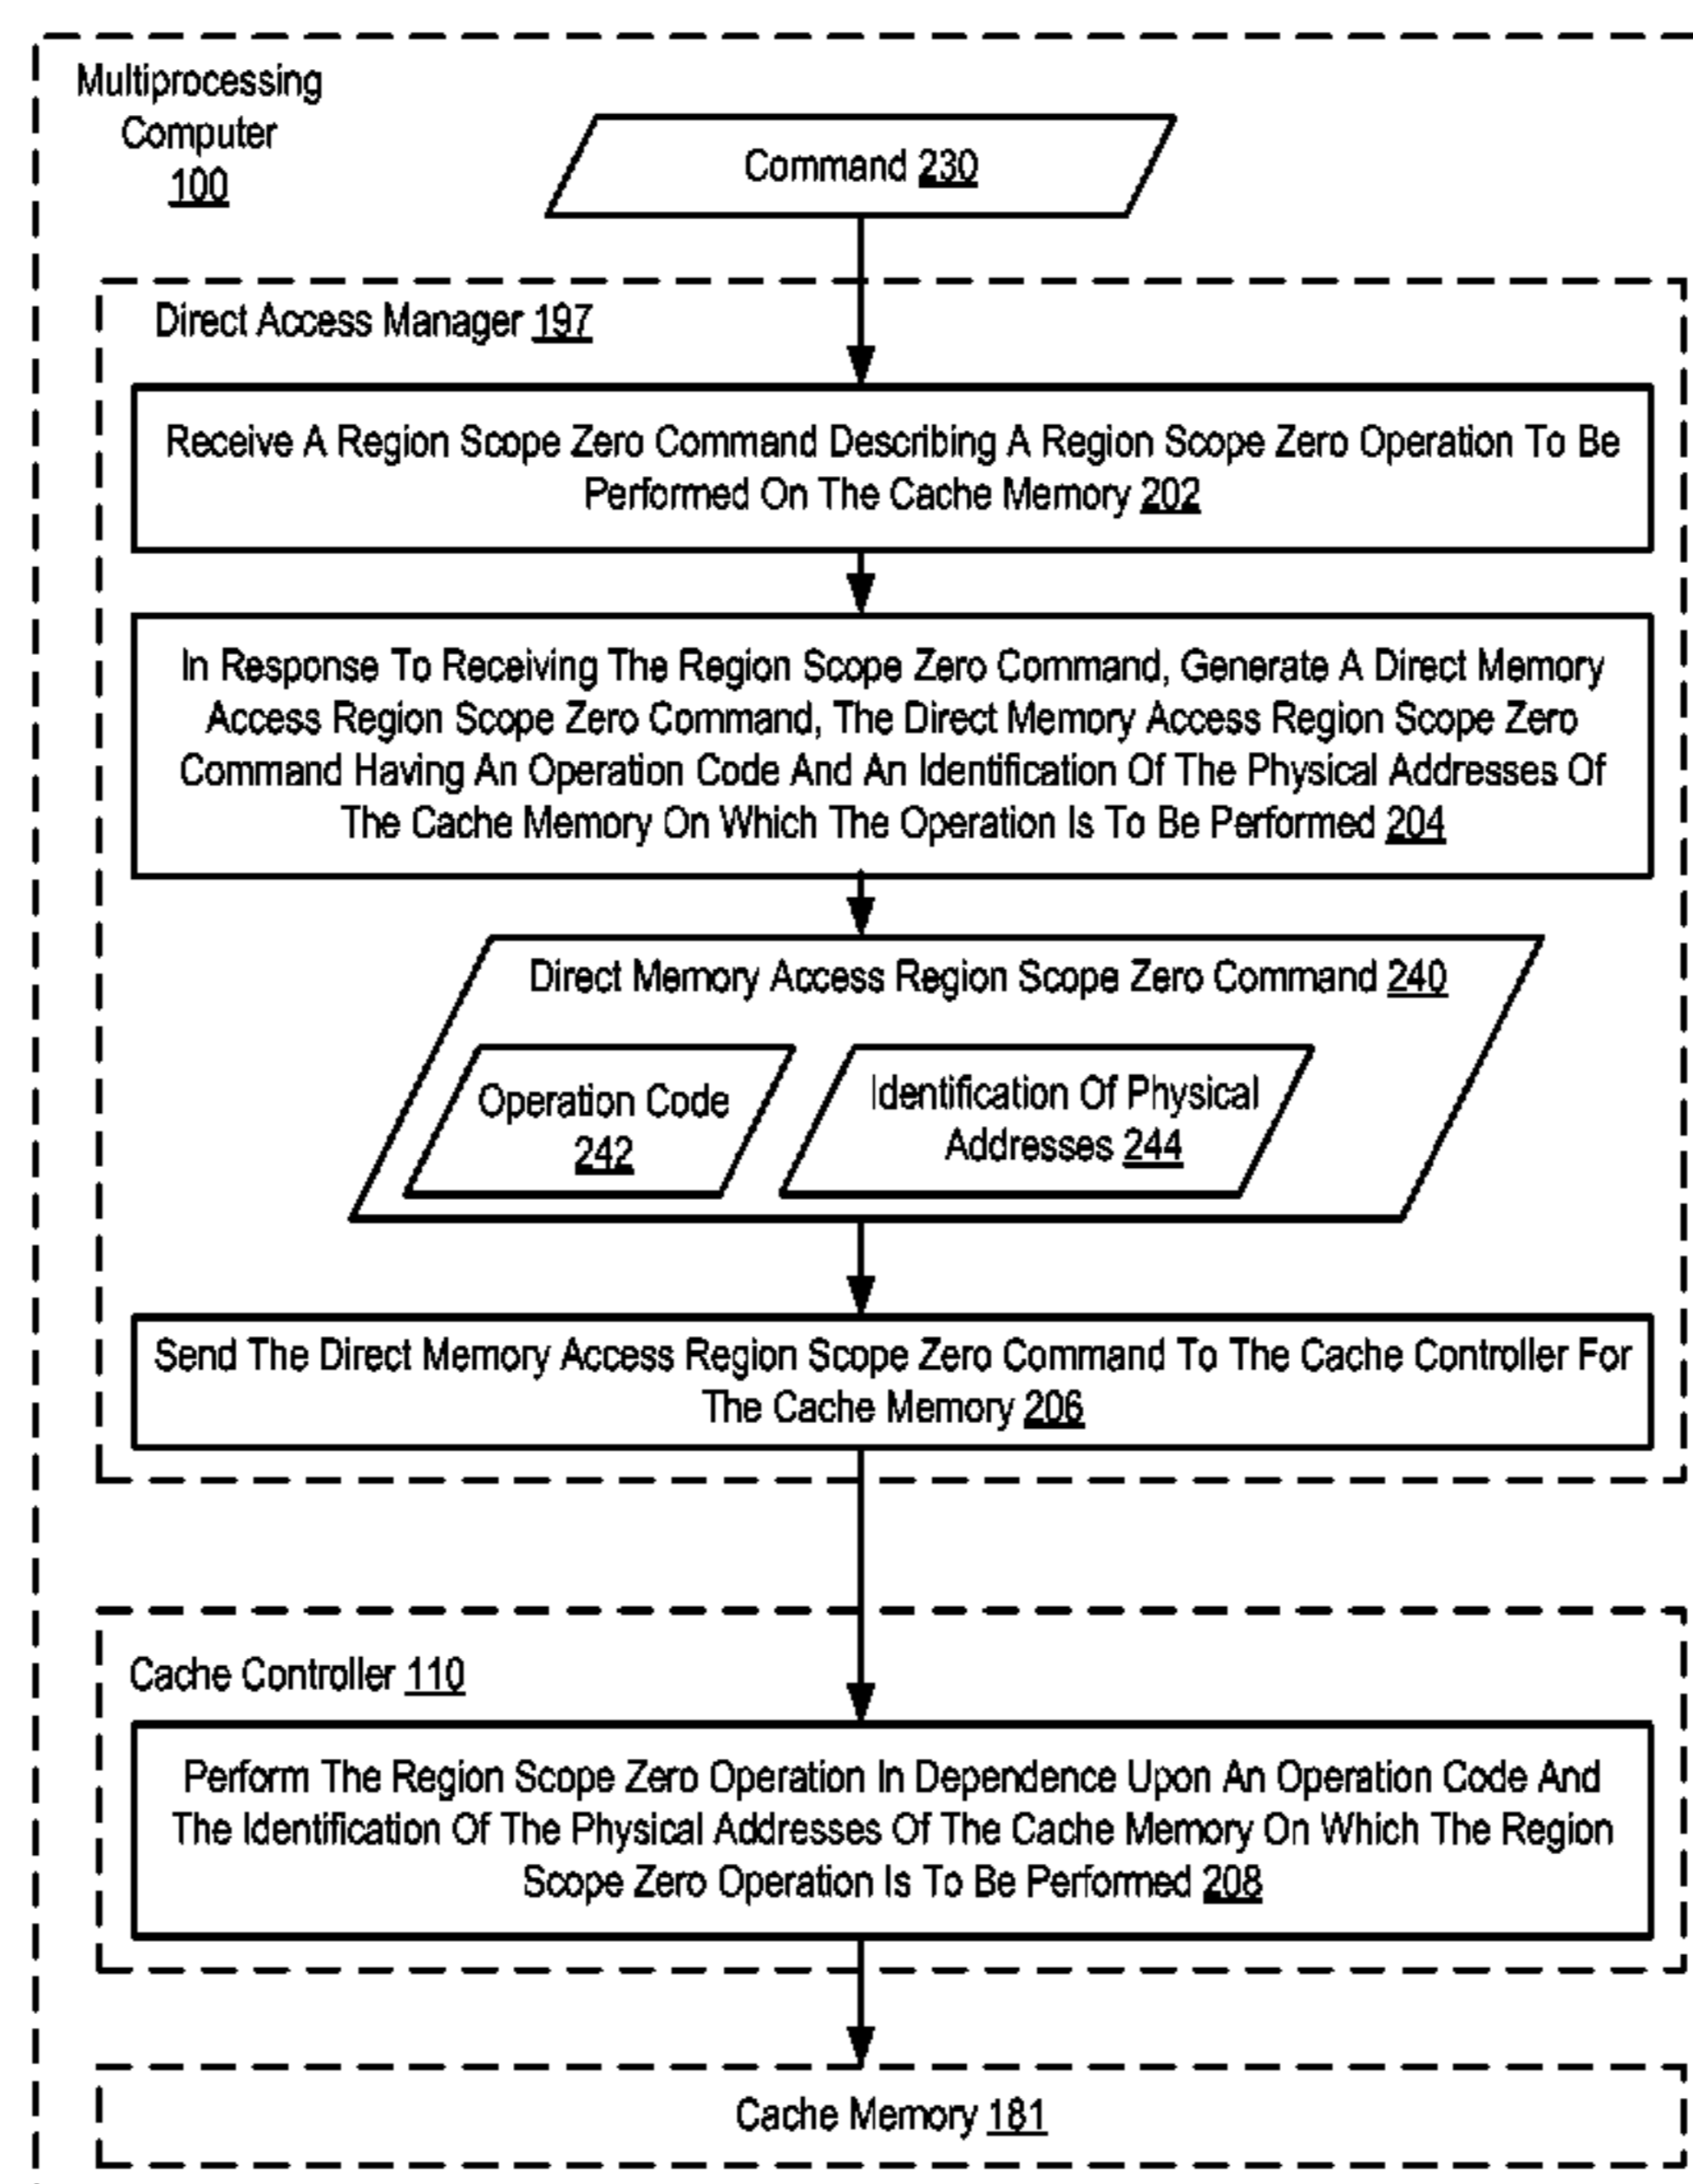 Multiprocessing
Computer
100
Command 230
Direct Access Manager 197
Receive A Region Scope Zero Command Describing A Region Scope Zero Operation To Be
Performed On The Cache Memory 202
In Response To Receiving The Region Scope Zero Command, Generate A Direct Memory
Access Region Scope Zero Command, The Direct Memory Access Region Scope Zero
Command Having An Operation Code And An Identification Of The Physical Addresses Of
The Cache Memory On Which The Operation Is To Be Performed 204
Direct Memory Access Region Scope Zero Command 240
Operation Code
242
Identification Of Physical
Addresses 244
Send The Direct Memory Access Region Scope Zero Command To The Cache Controller For
The Cache Memory 206
Cache Controller 110
Perform The Region Scope Zero Operation In Dependence Upon An Operation Code And
The Identification Of The Physical Addresses Of The Cache Memory On Which The Region
Scope Zero Operation Is To Be Performed 208
Cache Memory 181